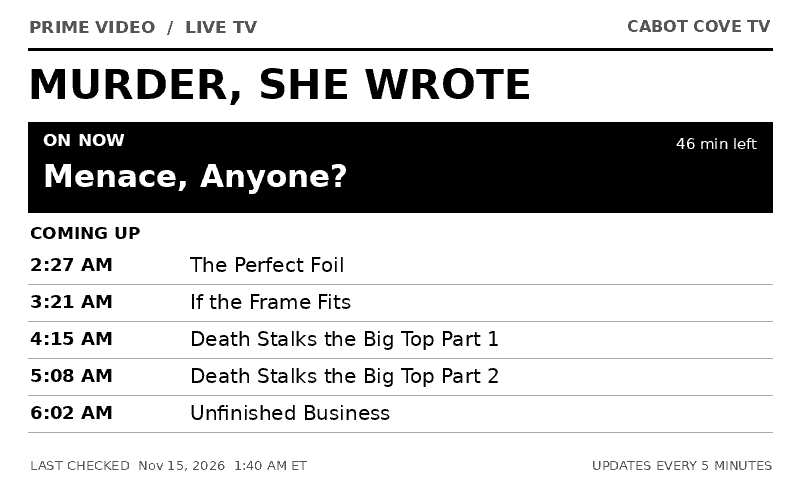 PRIME VIDEO / LIVE TV
CABOT COVE TV
MURDER, SHE WROTE
ON NOW
46 min left
Menace, Anyone?
COMING UP
2:27 AM The Perfect Foil
3:21 AM If the Frame Fits
4:15 AM Death Stalks the Big Top Part 1
5:08 AM Death Stalks the Big Top Part 2
6:02 AM Unfinished Business
LAST CHECKED Nov 15, 2026 1:40 AM ET
UPDATES EVERY 5 MINUTES